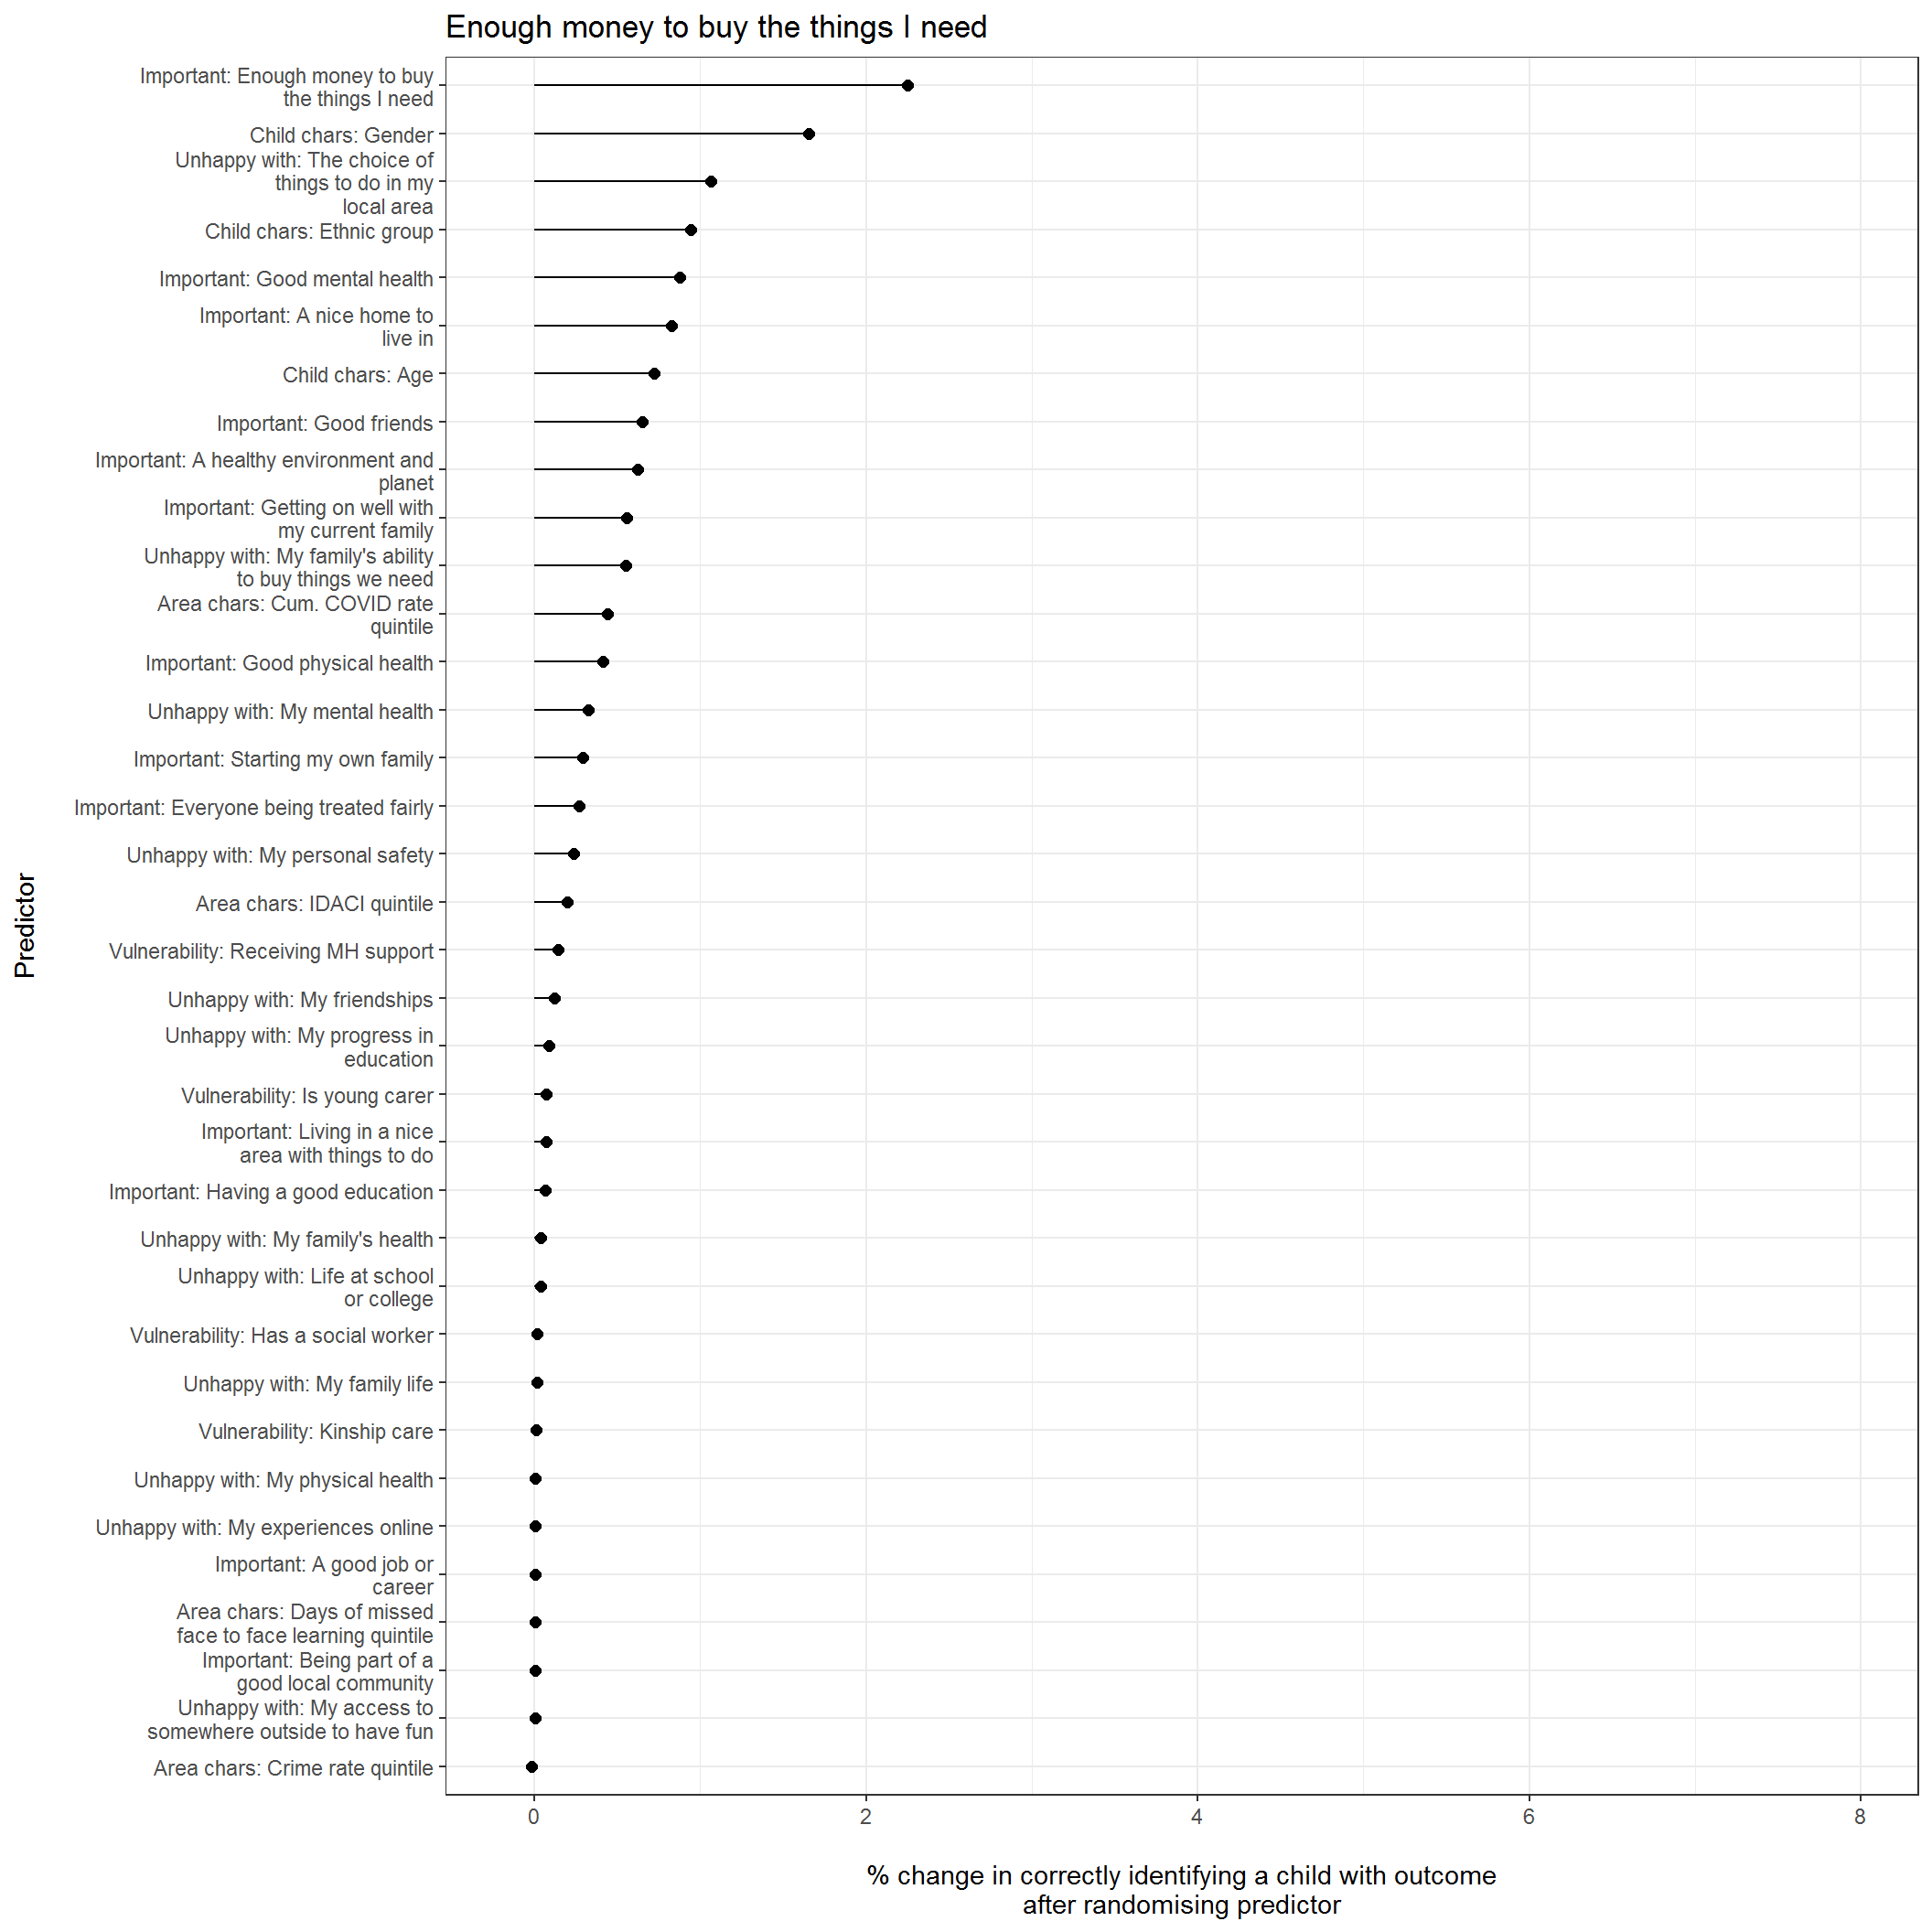 Enough money to buy the things I need
Important: Enough money to buy
the things I need
Child chars: Gender
Unhappy with: The choice of
things to do in my
local area
Child chars: Ethnic group
Important: Good mental health
Important: A nice home to
live in
Child chars: Age
Important: Good friends
Important: A healthy environment and
planet
Important: Getting on well with
my current family
Unhappy with: My family's ability
to buy things we need
Area chars: Cum. COVID rate
quintile
Important: Good physical health
Unhappy with: My mental health
Important: Starting my own family
Important: Everyone being treated fairly
Unhappy with: My personal safety
Area chars: IDACI quintile
Vulnerability: Receiving MH support
Unhappy with: My friendships
Unhappy with: My progress in
education
Vulnerability: Is young carer
Important: Living in a nice
area with things to do
Important: Having a good education
Unhappy with: My family's health
Unhappy with: Life at school
or college
Vulnerability: Has a social worker
Unhappy with: My family life
Vulnerability: Kinship care
Unhappy with: My physical health
Unhappy with: My experiences online
Important: A good job or
career
Area chars: Days of missed
face to face learning quintile
Important: Being part of a
good local community
Unhappy with: My access to
somewhere outside to have fun
Area chars: Crime rate quintile
Predictor
0 2 4 6 8
% change in correctly identifying a child with outcome
after randomising predictor